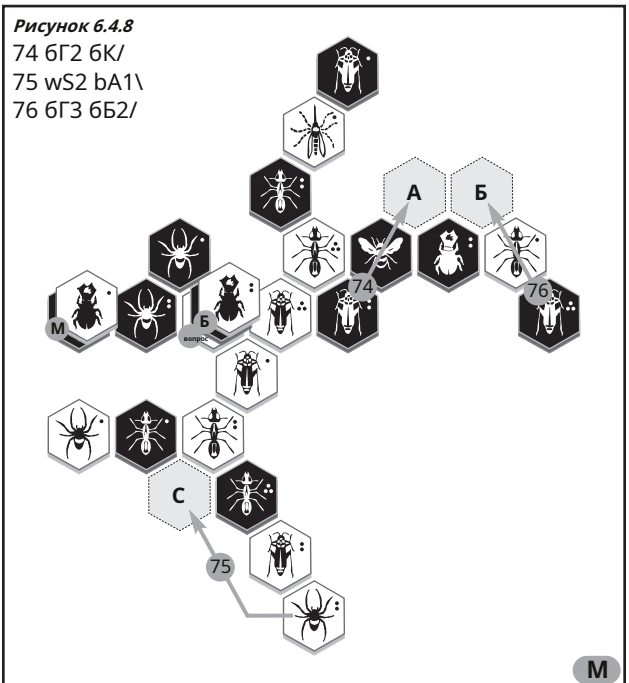 Рисунок 6.4.8
74 бГ2 бК/
75 wS2 bA1\
76 бГ3 бБ2/
А
Б
74
76
М
Б
вопрос
С
75
М